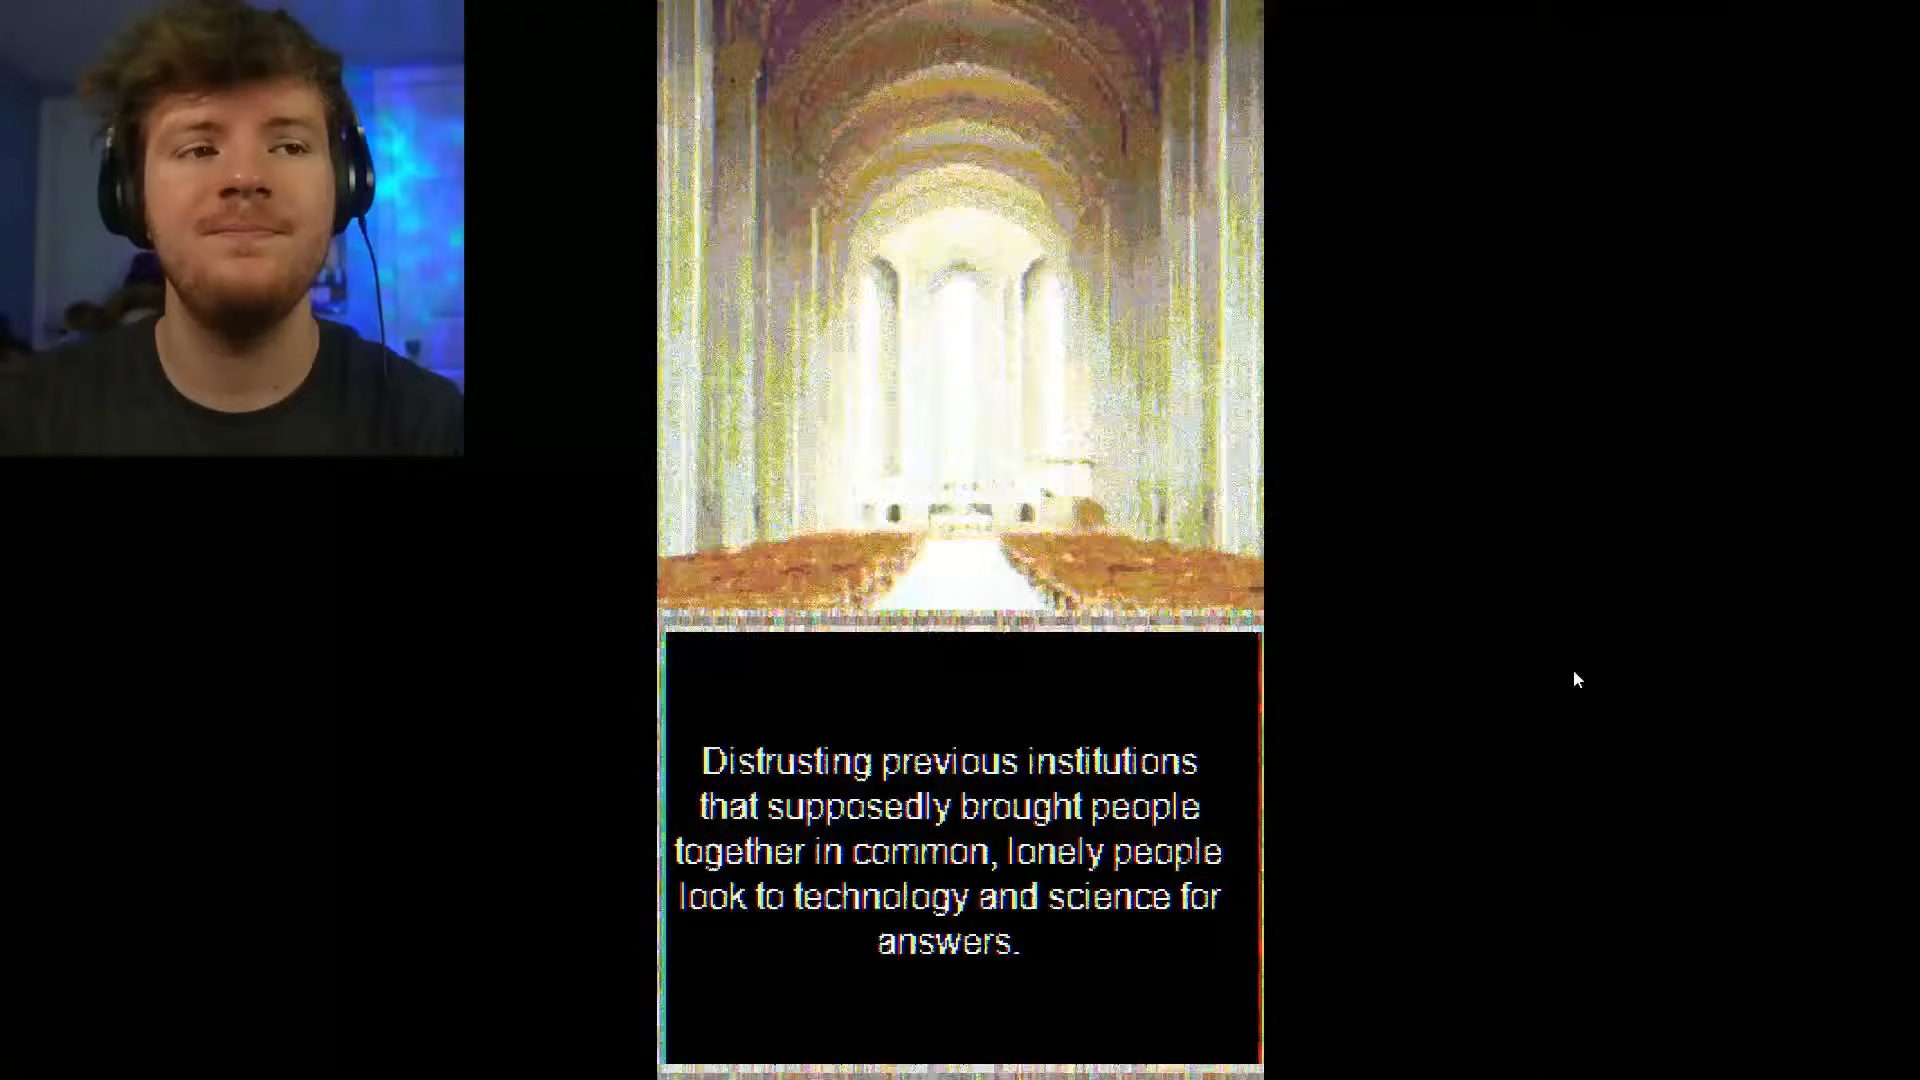 Distrusting previous institutions
that supposedly brought people
together in common, lonely people
look to technology and science for
answers.